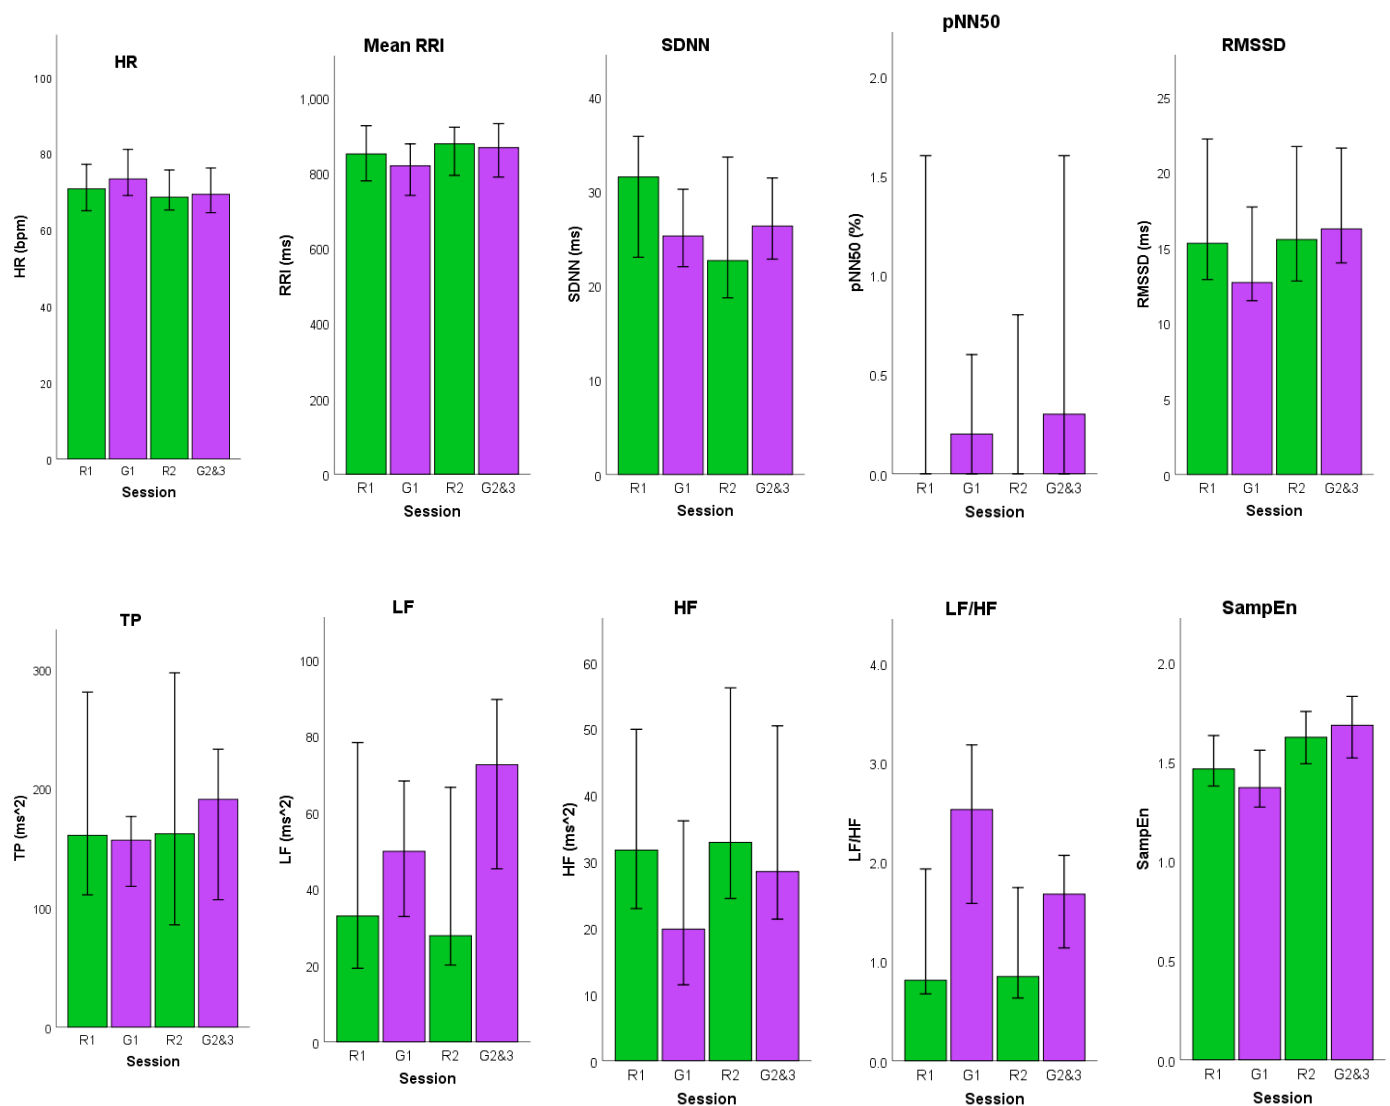 HR
HR (bpm)
100
80
60
40
20
0
R1 G1 R2 G2&3
Session
Mean RRI
RRI (ms)
1,000
800
600
400
200
0
R1 G1 R2 G2&3
Session
SDNN
SDNN (ms)
40
30
20
10
0
R1 G1 R2 G2&3
Session
pNN50
pNN50 (%)
2.0
1.5
1.0
0.5
0.0
R1 G1 R2 G2&3
Session
RMSSD
RMSSD (ms)
25
20
15
10
5
0
R1 G1 R2 G2&3
Session
TP
TP (ms^2)
300
200
100
0
R1 G1 R2 G2&3
Session
LF
LF (ms^2)
100
80
60
40
20
0
R1 G1 R2 G2&3
Session
HF
HF (ms^2)
60
50
40
30
20
10
0
R1 G1 R2 G2&3
Session
LF/HF
LF/HF
4.0
3.0
2.0
1.0
0.0
R1 G1 R2 G2&3
Session
SampEn
SampEn
2.0
1.5
1.0
0.5
0.0
R1 G1 R2 G2&3
Session